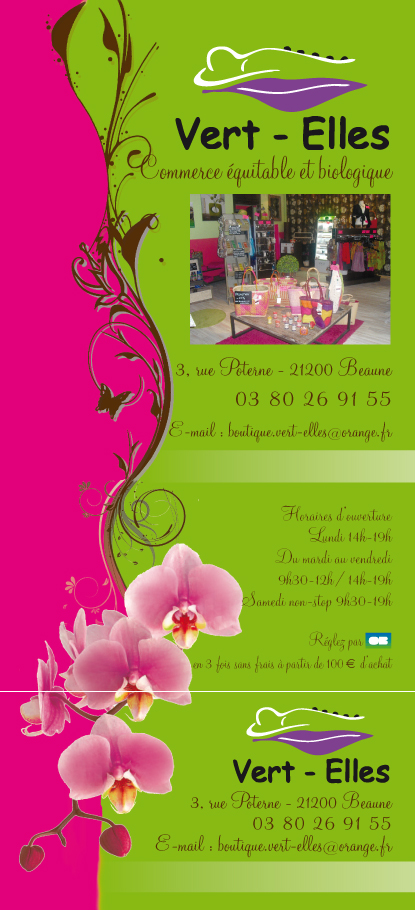 Vert - Elles
Commerce équitable et biologique
3, rue Poterne - 21200 Beaune
03 80 26 91 55
E-mail : boutique.vert-elles@orange.fr
Horaires d'ouverture
Lundi 14h-19h
Du mardi au vendredi
9h30-12h / 14h-19h
Samedi non-stop 9h30-19h
Réglez par CB
en 3 fois sans frais à partir de 100 € d'achat
Vert - Elles
3, rue Poterne - 21200 Beaune
03 80 26 91 55
E-mail : boutique.vert-elles@orange.fr